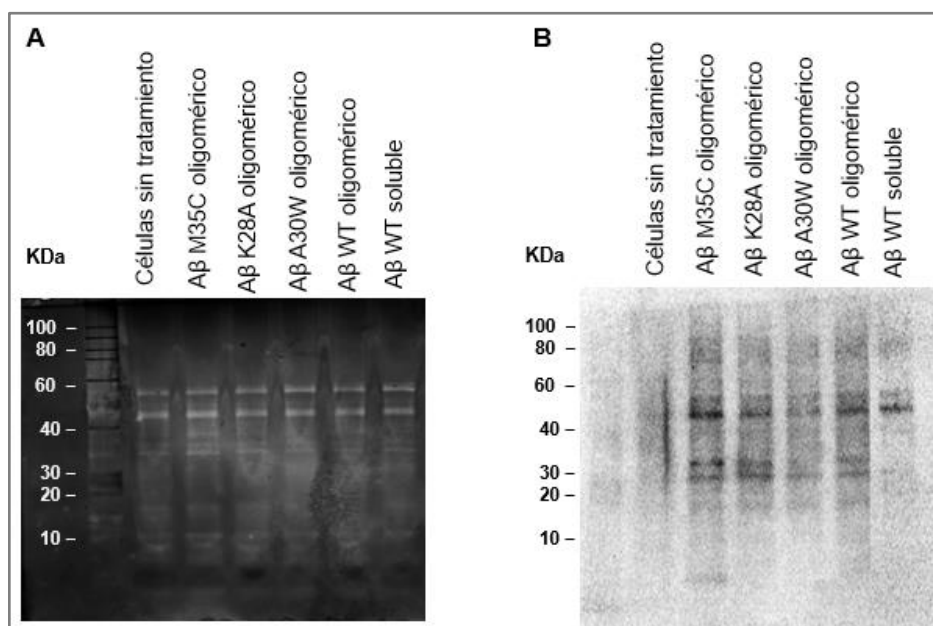 A
Células sin tratamiento
Aβ M35C oligomérico
Aβ K28A oligomérico
Aβ A30W oligomérico
Aβ WT oligomérico
Aβ WT soluble
KDa
100 –
80 –
60 –
40 –
30 –
20 –
10 –
B
Células sin tratamiento
Aβ M35C oligomérico
Aβ K28A oligomérico
Aβ A30W oligomérico
Aβ WT oligomérico
Aβ WT soluble
KDa
100 –
80 –
60 –
40 –
30 –
20 –
10 –